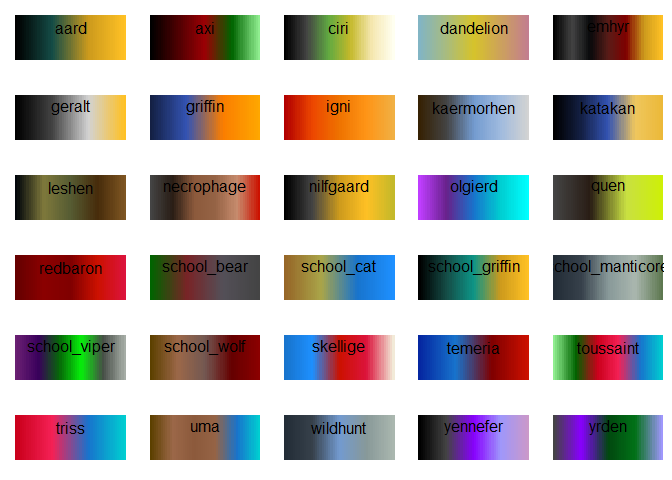 aard axi ciri dandelion emhyr
geralt griffin igni kaermorhen katakan
leshen necrophage nilfgaard olgierd quen
redbaron school_bear school_cat school_griffin chool_manticore
school_viper school_wolf skellige temeria toussaint
triss uma wildhunt yennefer yrden